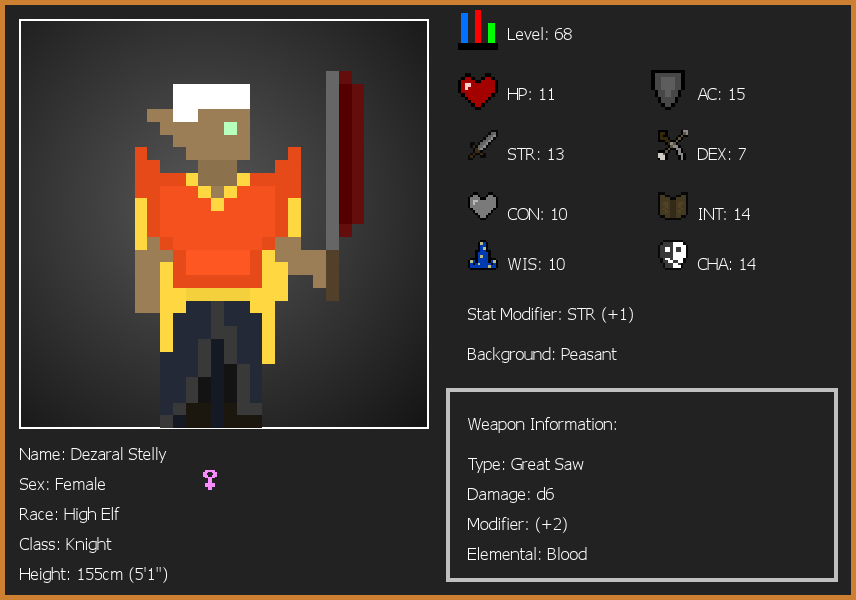 Level: 68
HP: 11
AC: 15
STR: 13
DEX: 7
CON: 10
INT: 14
WIS: 10
CHA: 14
Stat Modifier: STR (+1)
Background: Peasant
Weapon Information:
Type: Great Saw
Damage: d6
Modifier: (+2)
Elemental: Blood
Name: Dezaral Stelly
Sex: Female
Race: High Elf
Class: Knight
Height: 155cm (5'1")